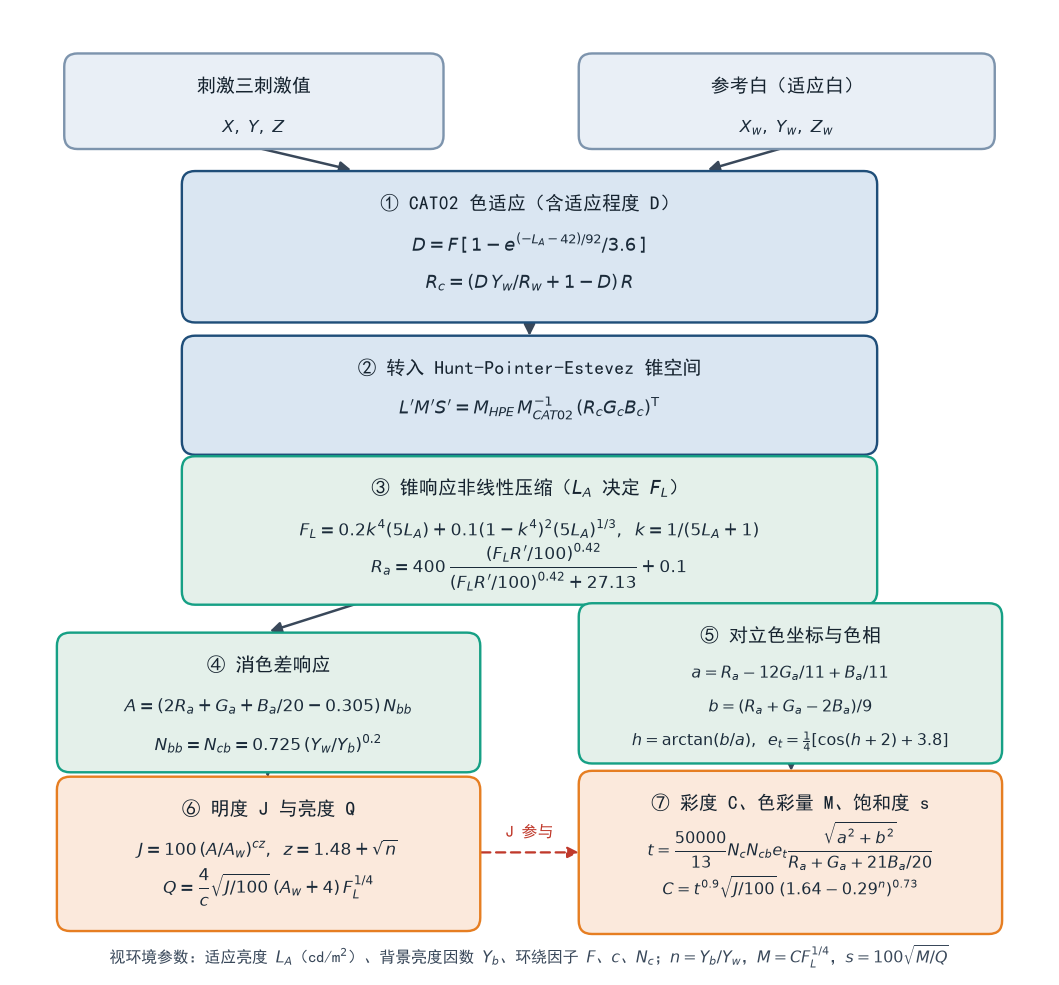 刺激三刺激值
X, Y, Z
参考白（适应白）
X_w, Y_w, Z_w
① CAT02 色适应（含适应程度 D）
D = F[1 − e^{(−L_A − 42)/92}/3.6]
R_c = (D Y_w/R_w + 1 − D) R
② 转入 Hunt-Pointer-Estevez 锥空间
L′M′S′ = M_{HPE} M_{CAT02}^{−1} (R_cG_cB_c)^T
③ 锥响应非线性压缩（L_A 决定 F_L）
F_L = 0.2k^4(5L_A) + 0.1(1 − k^4)^2(5L_A)^{1/3}, k = 1/(5L_A + 1)
R_a = 400 \frac{(F_LR′/100)^{0.42}}{(F_LR′/100)^{0.42} + 27.13} + 0.1
④ 消色差响应
A = (2R_a + G_a + B_a/20 − 0.305) N_{bb}
N_{bb} = N_{cb} = 0.725 (Y_w/Y_b)^{0.2}
⑤ 对立色坐标与色相
a = R_a − 12G_a/11 + B_a/11
b = (R_a + G_a − 2B_a)/9
h = arctan(b/a), e_t = \frac{1}{4}[cos(h + 2) + 3.8]
⑥ 明度 J 与亮度 Q
J = 100 (A/A_w)^{cz}, z = 1.48 + √n
Q = \frac{4}{c}\sqrt{J/100} (A_w + 4) F_L^{1/4}
J 参与
⑦ 彩度 C、色彩量 M、饱和度 s
t = \frac{50000}{13} N_cN_{cb}e_t \frac{\sqrt{a^2 + b^2}}{R_a + G_a + 21B_a/20}
C = t^{0.9}\sqrt{J/100} (1.64 − 0.29^n)^{0.73}
视环境参数：适应亮度 L_A（cd/m²）、背景亮度因数 Y_b、环绕因子 F、c、N_c；n = Y_b/Y_w，M = CF_L^{1/4}，s = 100\sqrt{M/Q}